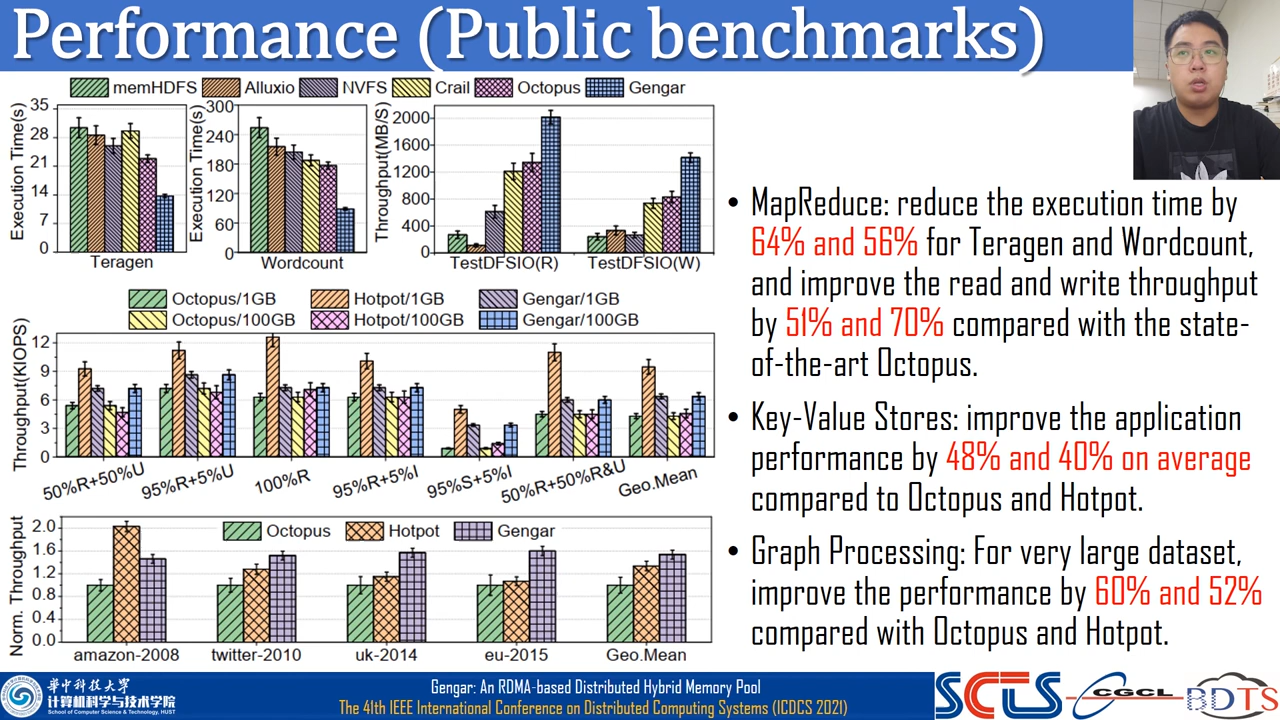 Performance (Public benchmarks)
memHDFS Alluxio NVFS Crail Octopus Gengar
Execution Time(s)
35
28
21
14
7
0
Teragen
Execution Time(s)
300
240
180
120
60
0
Wordcount
Throughput(MB/S)
2000
1600
1200
800
400
0
TestDFSIO(R) TestDFSIO(W)
Octopus/1GB Hotpot/1GB Gengar/1GB
Octopus/100GB Hotpot/100GB Gengar/100GB
Throughput(KIOPS)
12
9
6
3
0
50%R+50%U 95%R+5%U 100%R 95%R+5%I 95%S+5%I 50%R+50%R&U Geo.Mean
Octopus Hotpot Gengar
Norm. Throughput
2.0
1.6
1.2
0.8
0.4
0.0
amazon-2008 twitter-2010 uk-2014 eu-2015 Geo.Mean
• MapReduce: reduce the execution time by
64% and 56% for Teragen and Wordcount,
and improve the read and write throughput
by 51% and 70% compared with the state-
of-the-art Octopus.
• Key-Value Stores: improve the application
performance by 48% and 40% on average
compared to Octopus and Hotpot.
• Graph Processing: For very large dataset,
improve the performance by 60% and 52%
compared with Octopus and Hotpot.
华中科技大学
计算机科学与技术学院
School of Computer Science & Technology, HUST
Gengar: An RDMA-based Distributed Hybrid Memory Pool
The 41th IEEE International Conference on Distributed Computing Systems (ICDCS 2021)
SCTS
CGCL
BDTS